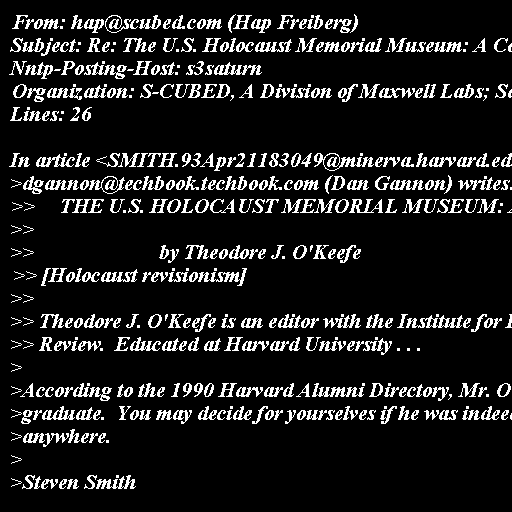 From: hap@scubed.com (Hap Freiberg)
Subject: Re: The U.S. Holocaust Memorial Museum: A
Nntp-Posting-Host: s3saturn
Organization: S-CUBED, A Division of Maxwell Labs;
Lines: 26
In article <SMITH.93Apr21183049@minerva.harvard.ed
>dgannon@techbook.techbook.com (Dan Gannon) writes
>> THE U.S. HOLOCAUST MEMORIAL MUSEUM:
>>
>> by Theodore J. O'Keefe
>> [Holocaust revisionism]
>>
>> Theodore J. O'Keefe is an editor with the Institute for
>> Review. Educated at Harvard University . . .
>
>According to the 1990 Harvard Alumni Directory, Mr.
>graduate. You may decide for yourselves if he was
>anywhere.
>
>Steven Smith